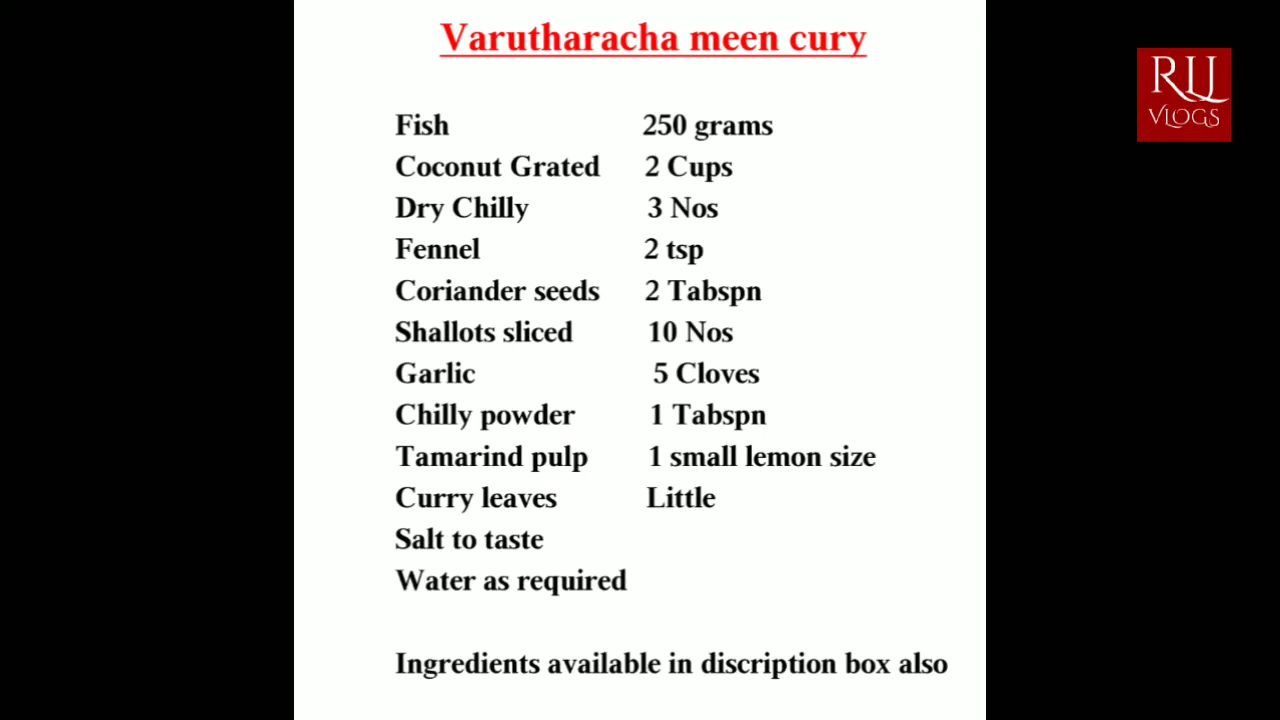 Varutharacha meen cury
Fish 250 grams
Coconut Grated 2 Cups
Dry Chilly 3 Nos
Fennel 2 tsp
Coriander seeds 2 Tabspn
Shallots sliced 10 Nos
Garlic 5 Cloves
Chilly powder 1 Tabspn
Tamarind pulp 1 small lemon size
Curry leaves Little
Salt to taste
Water as required
Ingredients available in discription box also
VLOGS